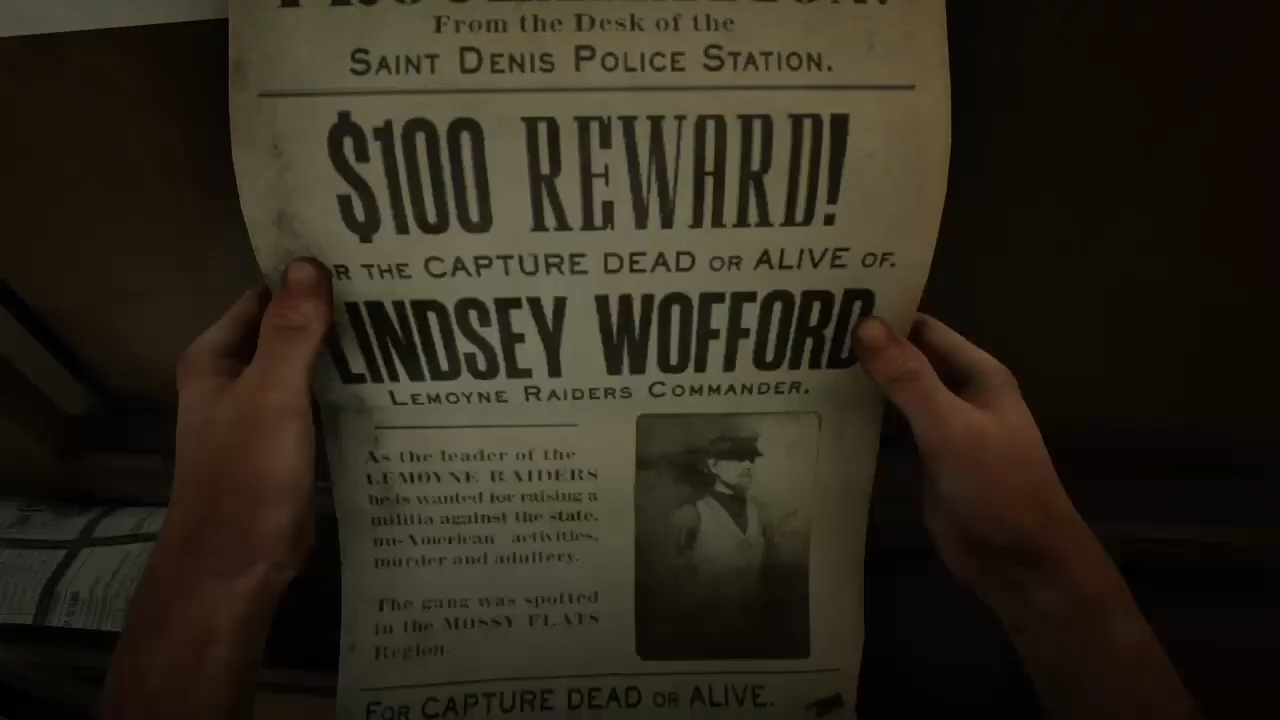 From the Desk of the
SAINT DENIS POLICE STATION.
$100 REWARD!
R THE CAPTURE DEAD OR ALIVE OF.
LINDSEY WOFFORD
LEMOYNE RAIDERS COMMANDER.
As the leader of the
LEMOYNE RAIDERS
he is wanted for raising a
militia against the state,
nu-American activities,
murder and adultery.
The gang was spotted
in the MOSSY FLATS
Region.
FOR CAPTURE DEAD OR ALIVE.